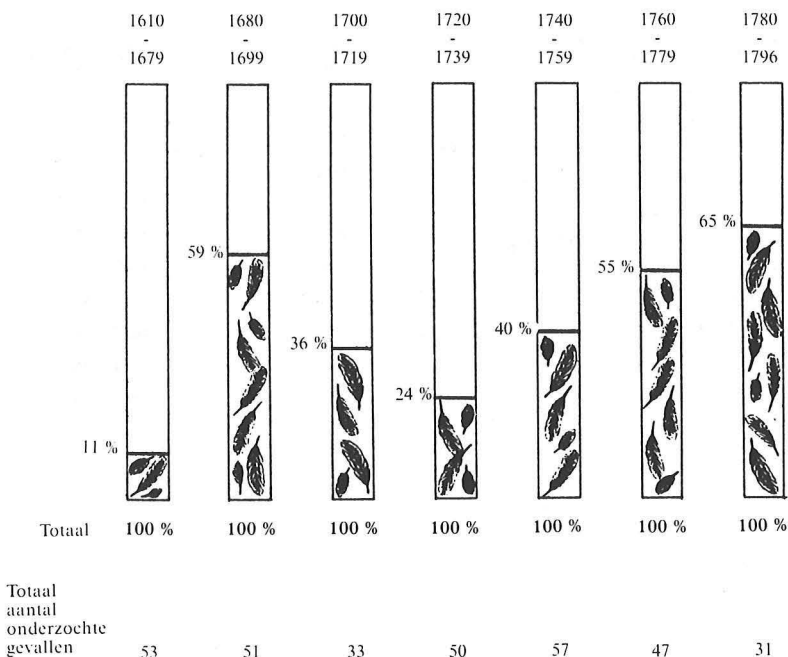 1610 1680 1700 1720 1740 1760 1780
- - - - - - -
1679 1699 1719 1739 1759 1779 1796
65 %
59 %
55 %
40 %
36 %
24 %
11 %
Totaal 100 % 100 % 100 % 100 % 100 % 100 % 100 %
Totaal
aantal
onderzochte
gevallen 53 51 33 50 57 47 31